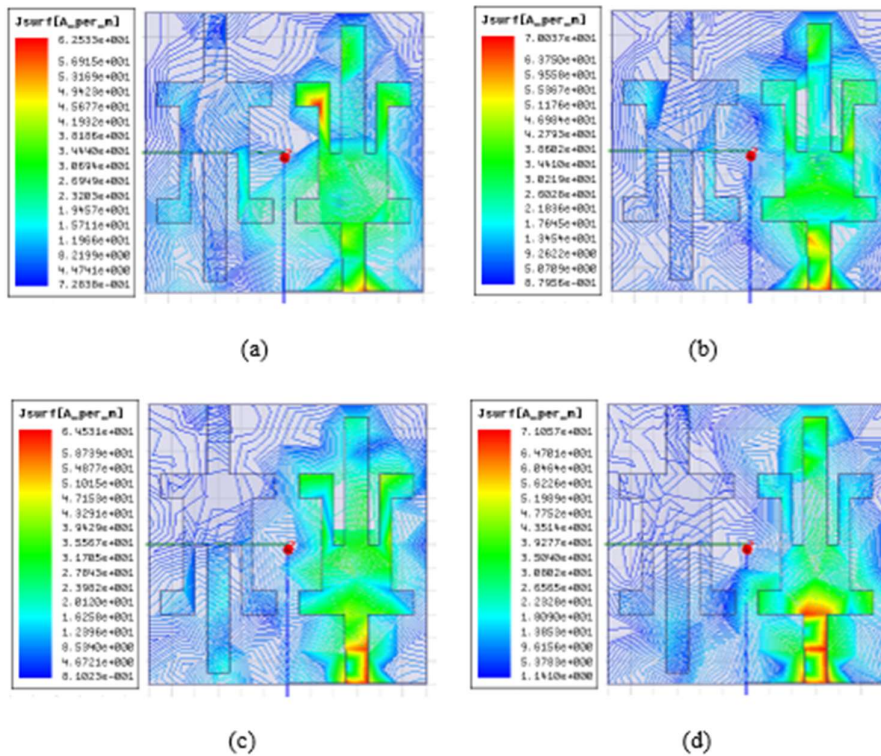 Jsurf[A_per_m]
6.2533e+001
5.6915e+001
5.3169e+001
4.9423e+001
4.5677e+001
4.1932e+001
3.8186e+001
3.4440e+001
3.0694e+001
2.6949e+001
2.3203e+001
1.9457e+001
1.5711e+001
1.1966e+001
8.2199e+000
4.4741e+000
7.2838e-001
(a)
Jsurf[A_per_m]
7.0037e+001
6.3750e+001
5.9558e+001
5.5367e+001
5.1176e+001
4.6984e+001
4.2793e+001
3.8602e+001
3.4410e+001
3.0219e+001
2.6028e+001
2.1836e+001
1.7645e+001
1.3454e+001
9.2622e+000
5.0709e+000
8.7956e-001
(b)
Jsurf[A_per_m]
6.4531e+001
5.8739e+001
5.4877e+001
5.1015e+001
4.7153e+001
4.3291e+001
3.9429e+001
3.5567e+001
3.1705e+001
2.7843e+001
2.3982e+001
2.0120e+001
1.6258e+001
1.2396e+001
8.5340e+000
4.6721e+000
8.1023e-001
(c)
Jsurf[A_per_m]
7.1057e+001
6.4701e+001
6.0464e+001
5.6226e+001
5.1989e+001
4.7752e+001
4.3514e+001
3.9277e+001
3.5040e+001
3.0802e+001
2.6565e+001
2.2328e+001
1.8090e+001
1.3853e+001
9.6156e+000
5.3783e+000
1.1410e+000
(d)